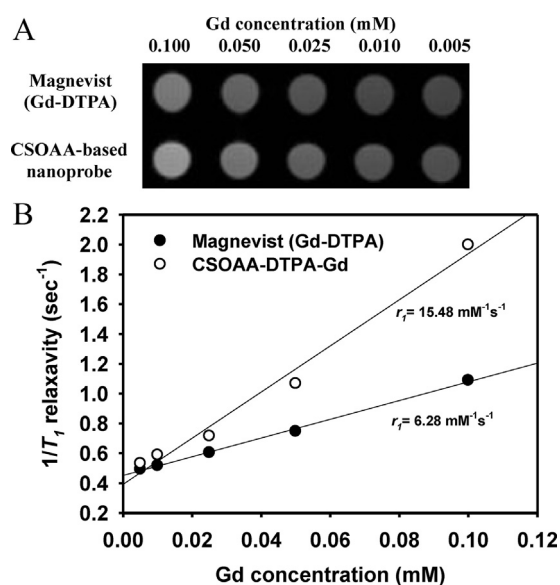 A
Gd concentration (mM)
0.100 0.050 0.025 0.010 0.005
Magnevist
(Gd-DTPA)
CSOAA-based
nanoprobe
B
2.2
2.0
1.8
1.6
1.4
1.2
1.0
0.8
0.6
0.4
0.2
1/T1 relaxavity (sec-1)
Magnevist (Gd-DTPA)
CSOAA-DTPA-Gd
r1= 15.48 mM-1s-1
r1= 6.28 mM-1s-1
0.00 0.02 0.04 0.06 0.08 0.10 0.12
Gd concentration (mM)